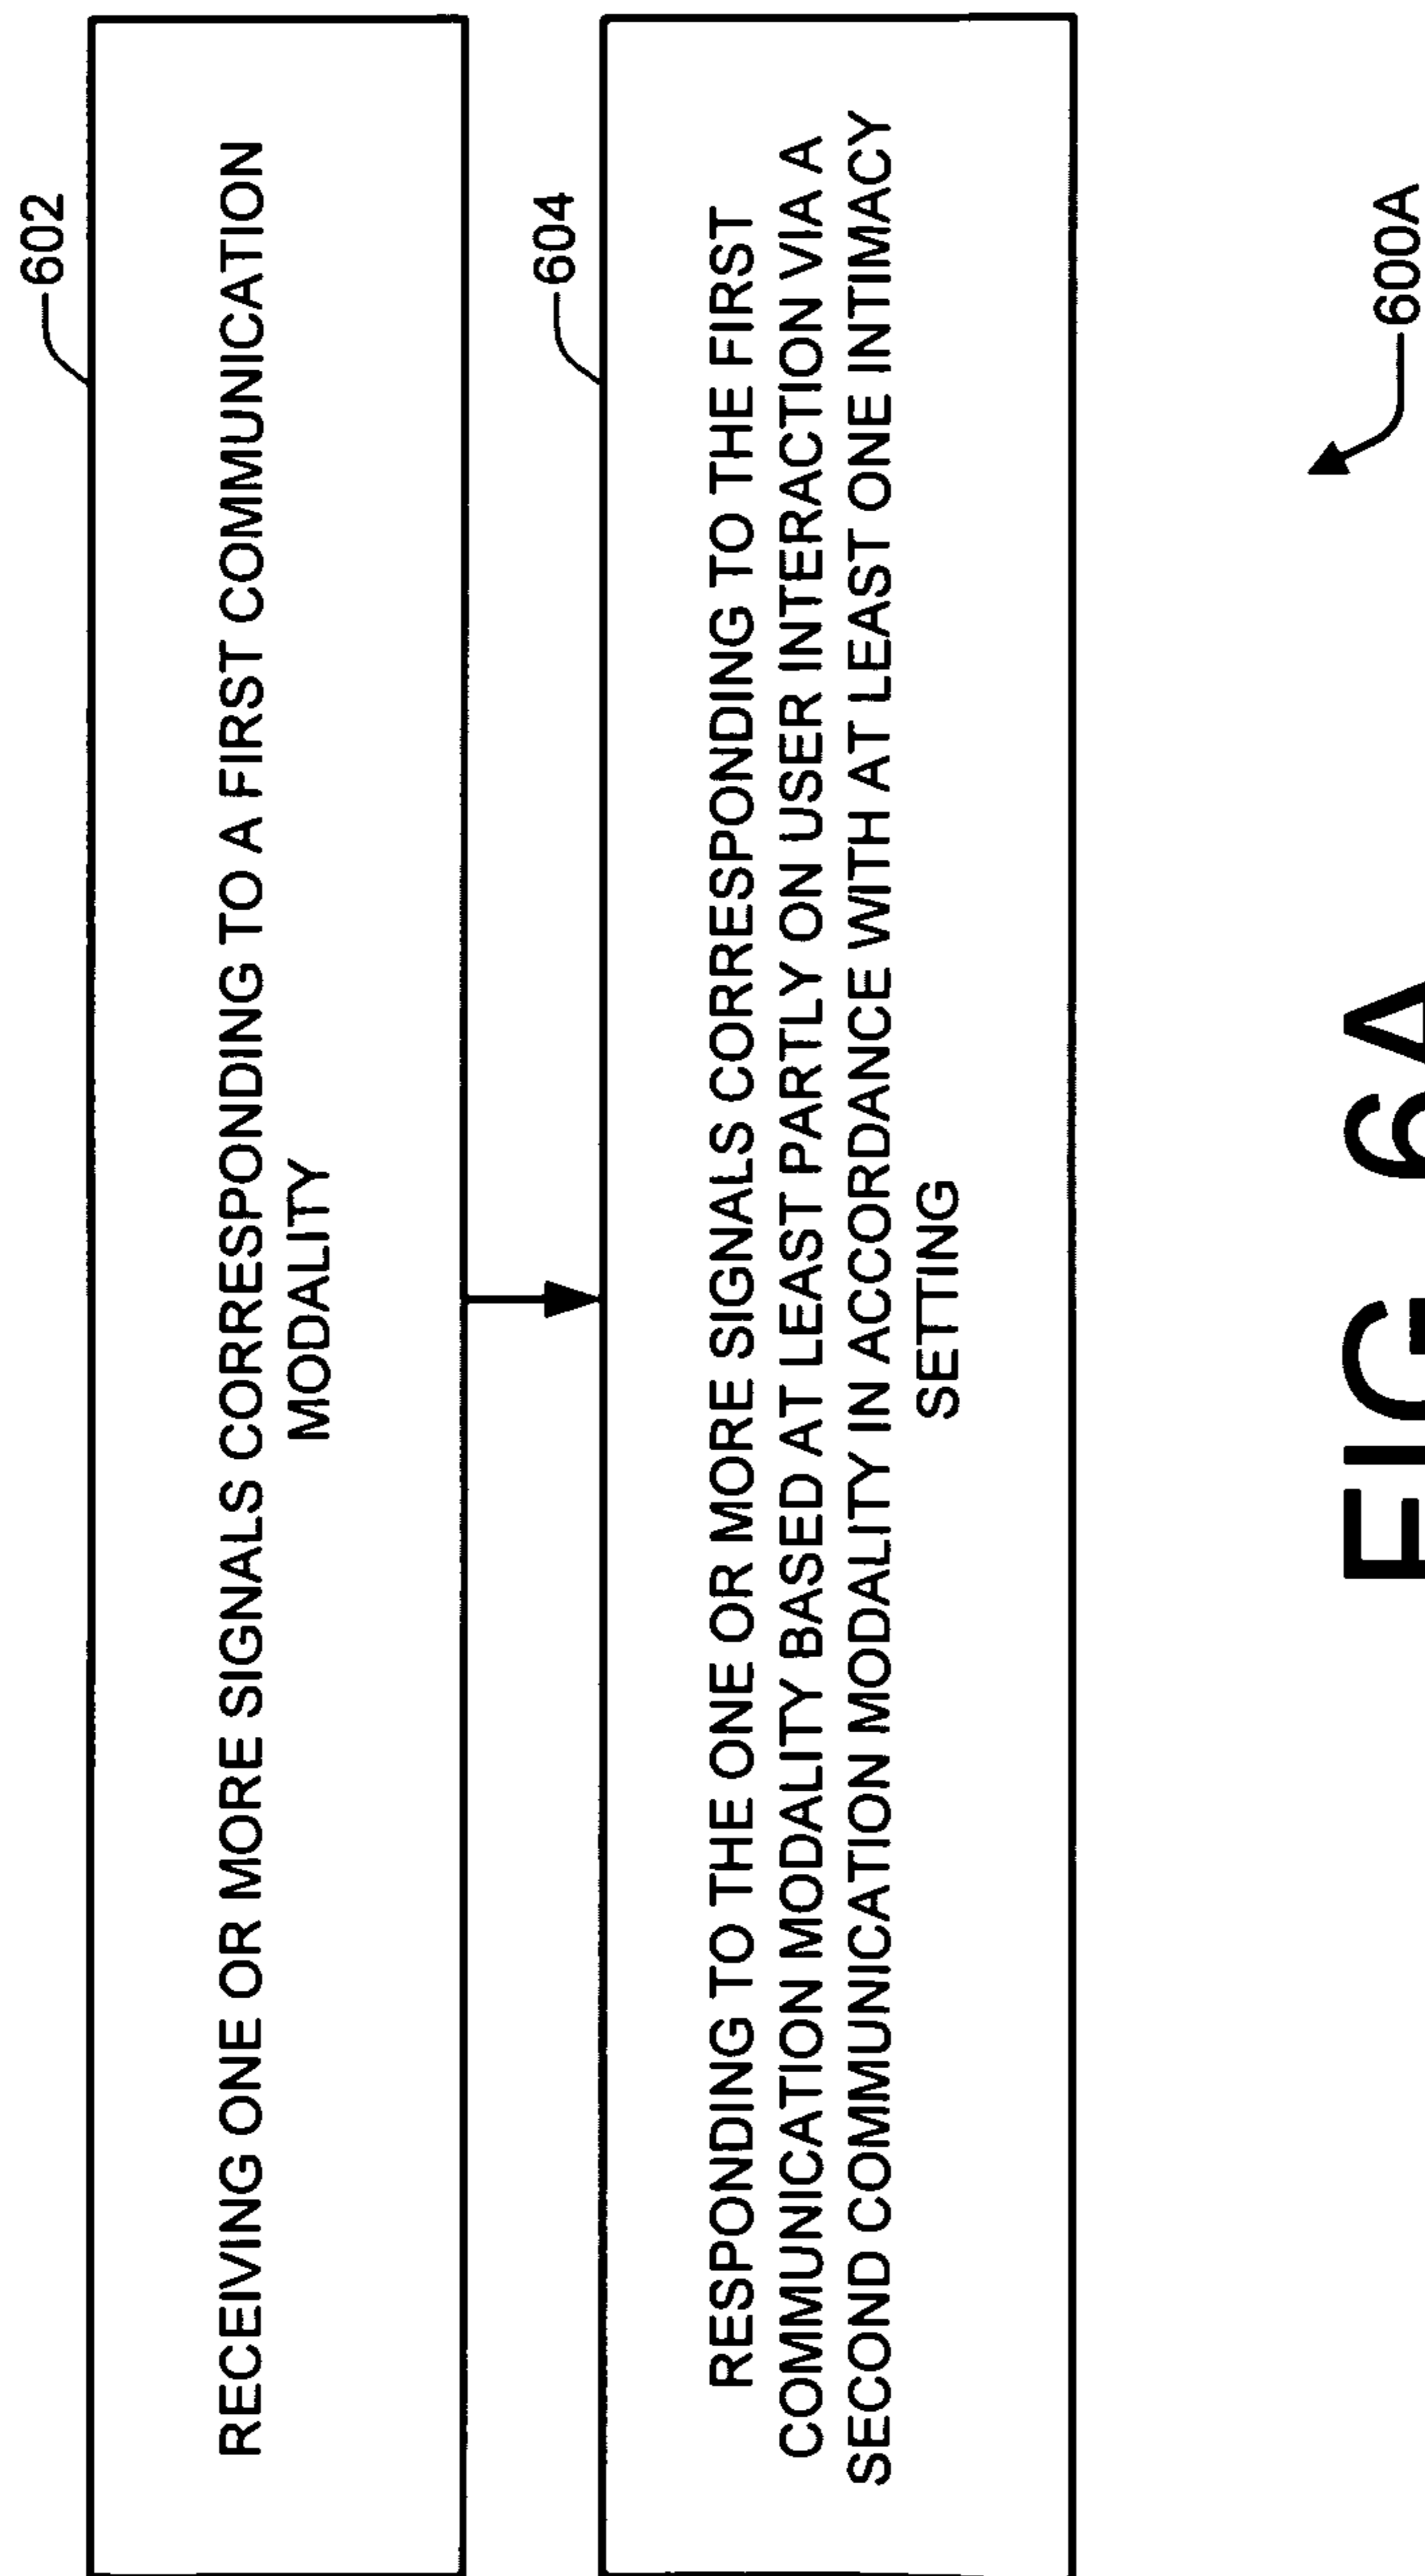 602
RECEIVING ONE OR MORE SIGNALS CORRESPONDING TO A FIRST COMMUNICATION
MODALITY
604
RESPONDING TO THE ONE OR MORE SIGNALS CORRESPONDING TO THE FIRST
COMMUNICATION MODALITY BASED AT LEAST PARTLY ON USER INTERACTION VIA A
SECOND COMMUNICATION MODALITY IN ACCORDANCE WITH AT LEAST ONE INTIMACY
SETTING
600A
FIG. 6A